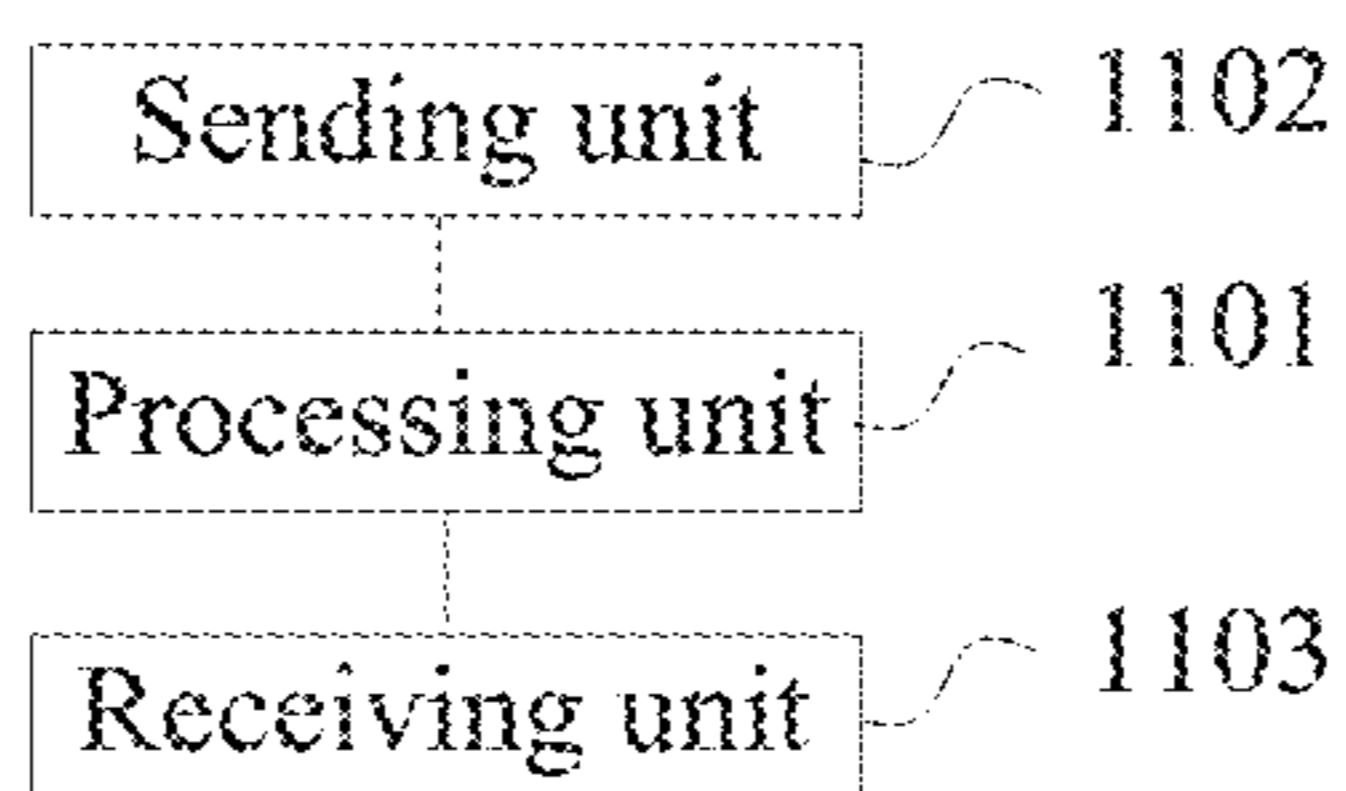 Sending unit 1102
Processing unit 1101
Receiving unit 1103